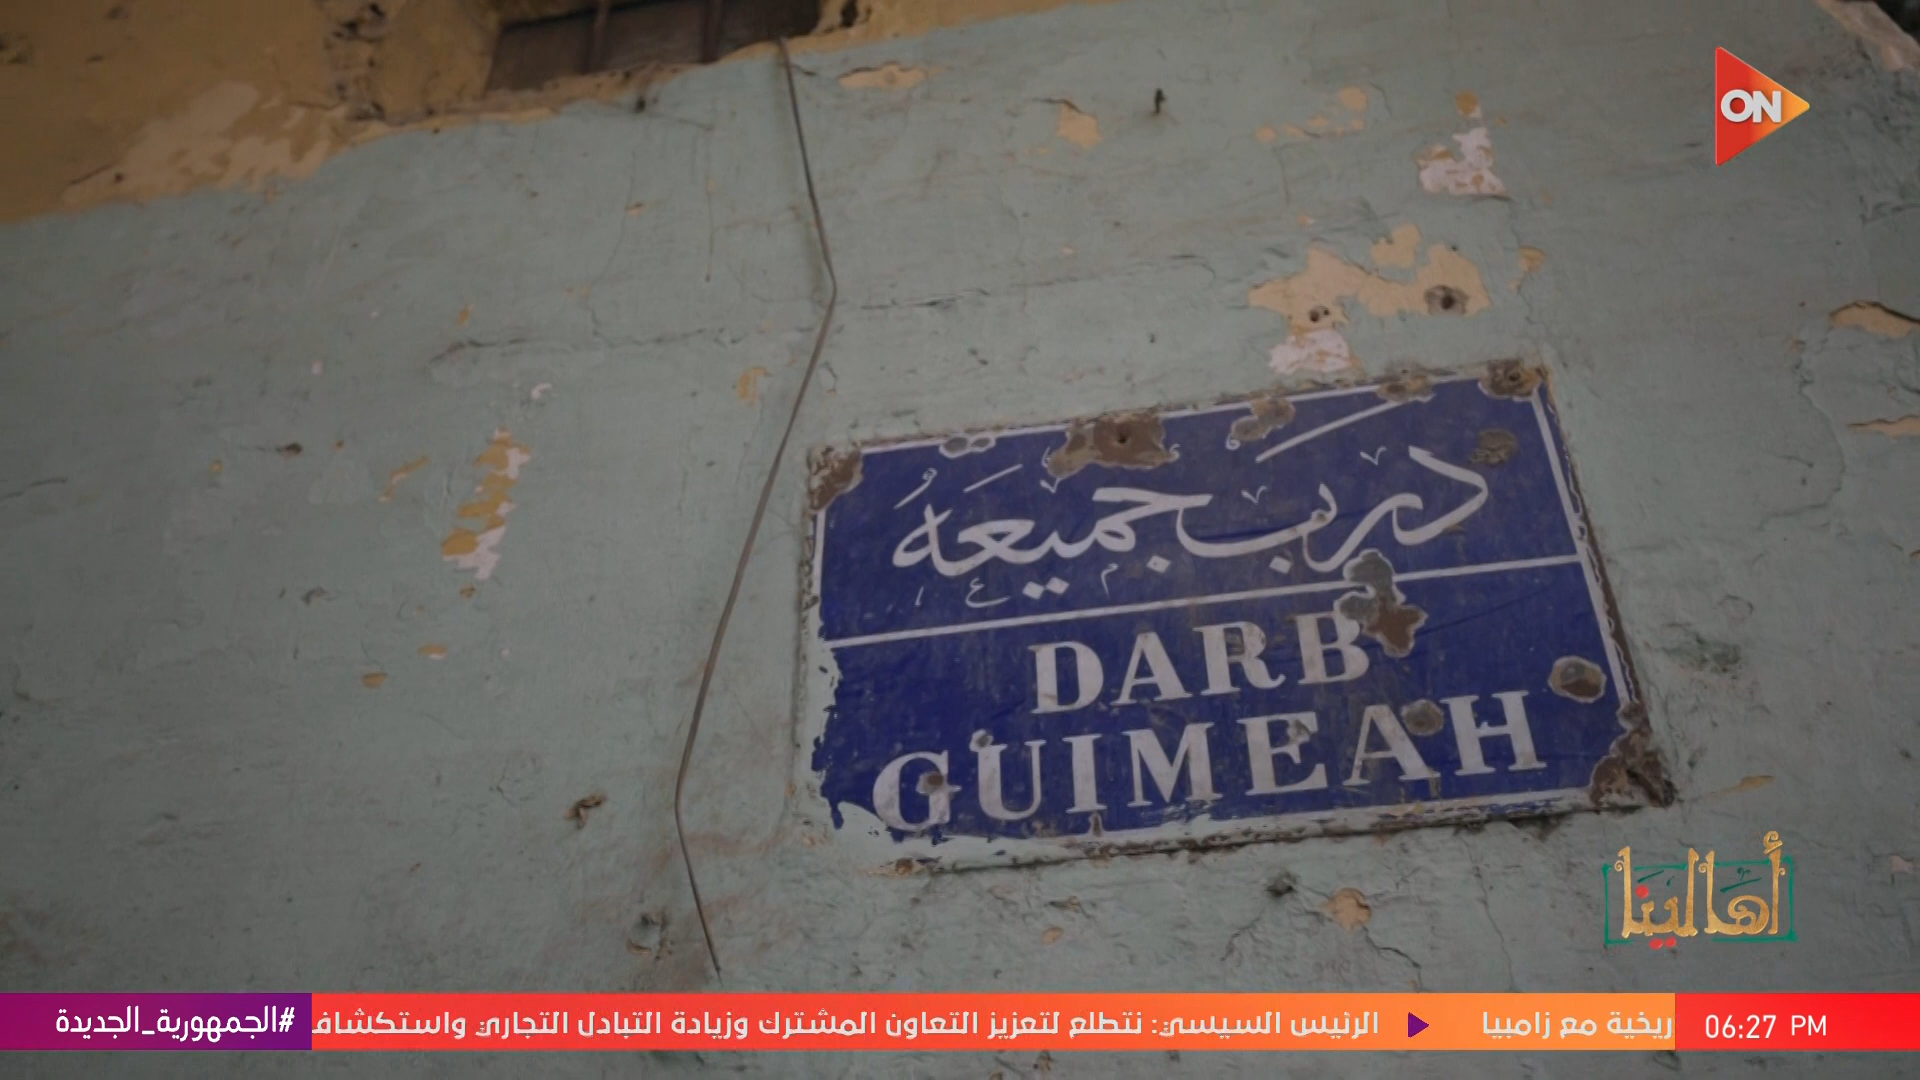 ON
درب جميعه
DARB
GUIMEAH
أهالينا
#الجمهورية_الجديدة
ريخية مع زامبيا
الرئيس السيسي: نتطلع لتعزيز التعاون المشترك وزيادة التبادل التجاري واستكشاف
06:27 PM